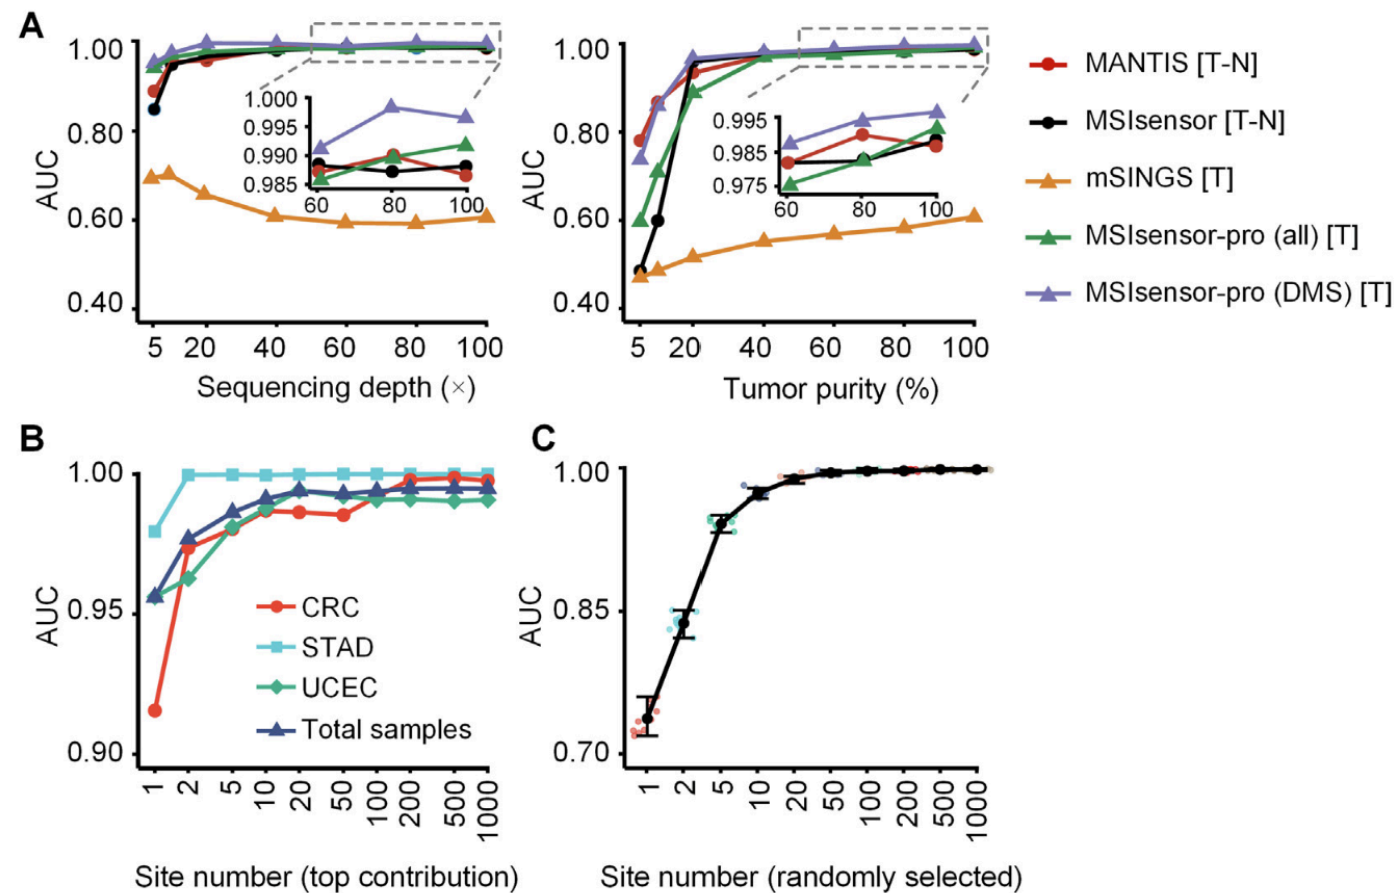 A
AUC
1.00
0.80
0.60
0.40
5 20 40 60 80 100
Sequencing depth (×)
1.000
0.995
0.990
0.985
60 80 100
AUC
1.00
0.80
0.60
0.40
5 20 40 60 80 100
Tumor purity (%)
0.995
0.985
0.975
60 80 100
MANTIS [T-N]
MSIsensor [T-N]
mSINGS [T]
MSIsensor-pro (all) [T]
MSIsensor-pro (DMS) [T]
B
AUC
1.00
0.95
0.90
CRC
STAD
UCEC
Total samples
1 2 5 10 20 50 100 200 500 1000
Site number (top contribution)
C
AUC
1.00
0.85
0.70
1 2 5 10 20 50 100 200 500 1000
Site number (randomly selected)